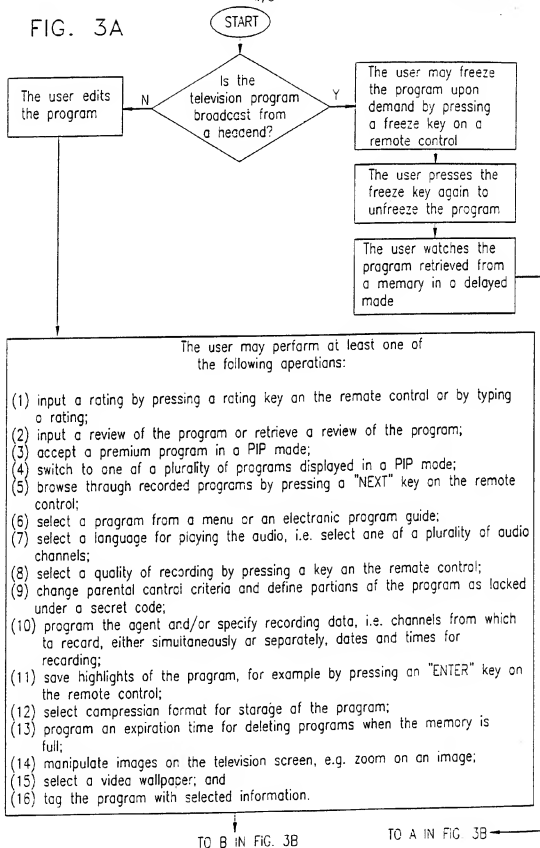 FIG. 3A
START
Is the
television program
broadcast from
a headend?
N
Y
The user edits
the program
The user may freeze
the program upon
demand by pressing
a freeze key on a
remote control
The user presses the
freeze key again to
unfreeze the program
The user watches the
program retrieved from
a memory in a delayed
made
The user may perform at least one of
the following operations:
(1) input a rating by pressing a rating key on the remote control or by typing
a rating;
(2) input a review of the program or retrieve a review of the program;
(3) accept a premium program in a PIP made;
(4) switch to one of a plurality of programs displayed in a PIP mode;
(5) browse through recorded programs by pressing a "NEXT" key on the remote
control;
(6) select a program from a menu or an electronic program guide;
(7) select a language for playing the audio, i.e. select one of a plurality of audio
channels;
(8) select a quality of recording by pressing a key on the remote control;
(9) change parental control criteria and define portions of the program as locked
under a secret code;
(10) program the agent and/or specify recording data, i.e. channels from which
to record, either simultaneously or separately, dates and times for
recording;
(11) save highlights of the program, for example by pressing an "ENTER" key on
the remote control;
(12) select compression format for storage of the program;
(13) program an expiration time for deleting programs when the memory is
full;
(14) manipulate images on the television screen, e.g. zoom on an image;
(15) select a video wallpaper; and
(16) tag the program with selected information.
TO B IN FIG. 3B
TO A IN FIG. 3B